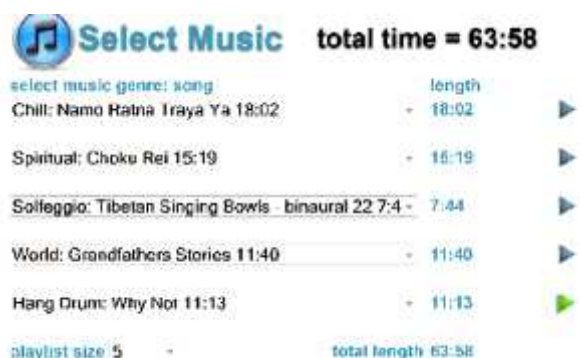 Select Music total time = 63:58
select music genre: song length
Chill: Namo Ratna Traya Ya 18:02 - 18:02
Spiritual: Choku Rei 15:19 - 15:19
Solfeggio: Tibetan Singing Bowls - binaural 22 7:4 - 7:44
World: Grandfathers Stories 11:40 - 11:40
Hang Drum: Why Not 11:13 - 11:13
playlist size 5 - total length 63:58